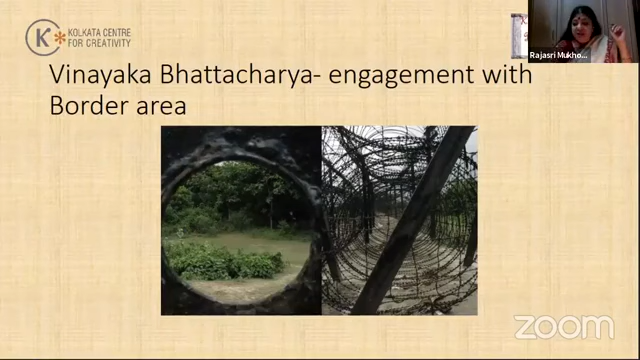 KOLKATA CENTRE
FOR CREATIVITY
Rajasri Mukho...
Vinayaka Bhattacharya- engagement with
Border area
zoom